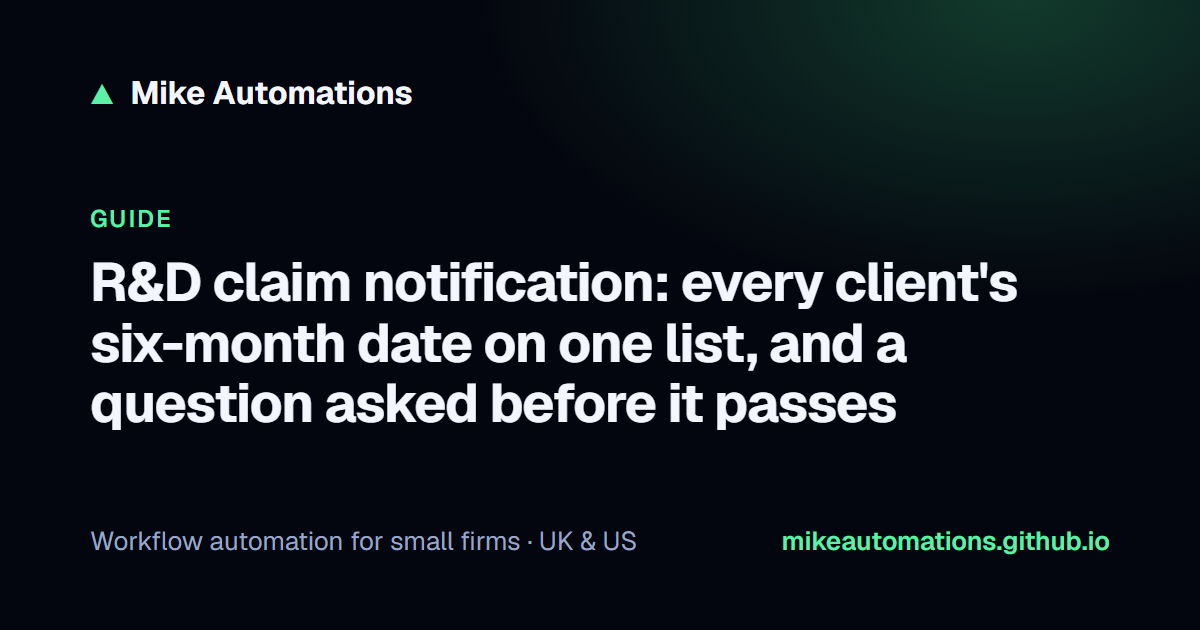 Mike Automations
GUIDE
R&D claim notification: every client's
six-month date on one list, and a
question asked before it passes
Workflow automation for small firms · UK & US
mikeautomations.github.io